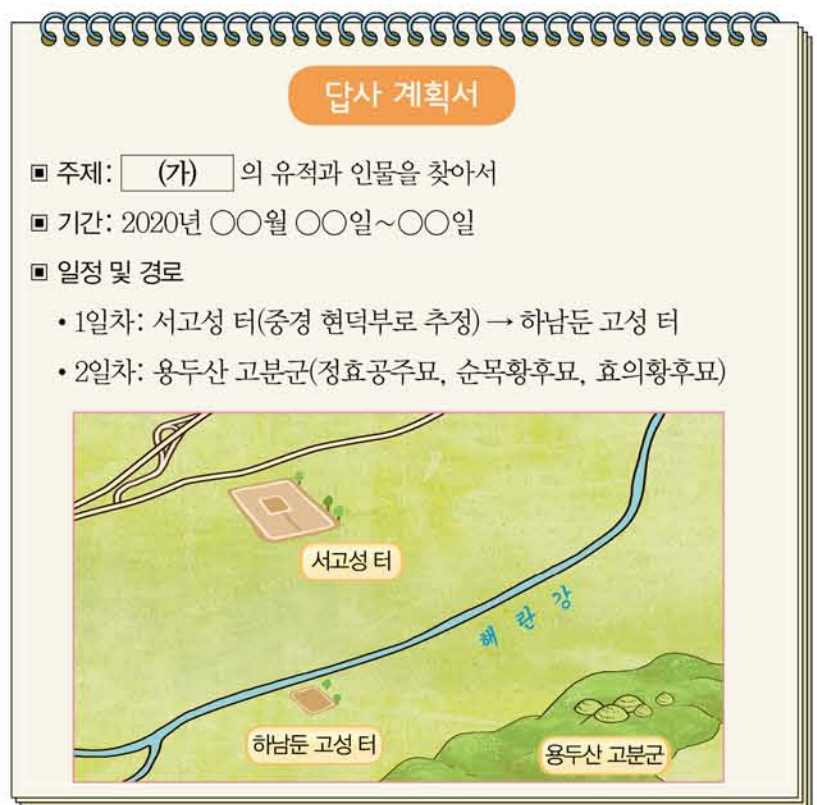 답사 계획서
▣ 주제: (가) 의 유적과 인물을 찾아서
▣ 기간: 2020년 ○○월 ○○일~○○일
▣ 일정 및 경로
• 1일차: 서고성 터(중경 현덕부로 추정) → 하남둔 고성 터
• 2일차: 용두산 고분군(정효공주묘, 순목황후묘, 효의황후묘)
서고성 터
해란강
하남둔 고성 터
용두산 고분군